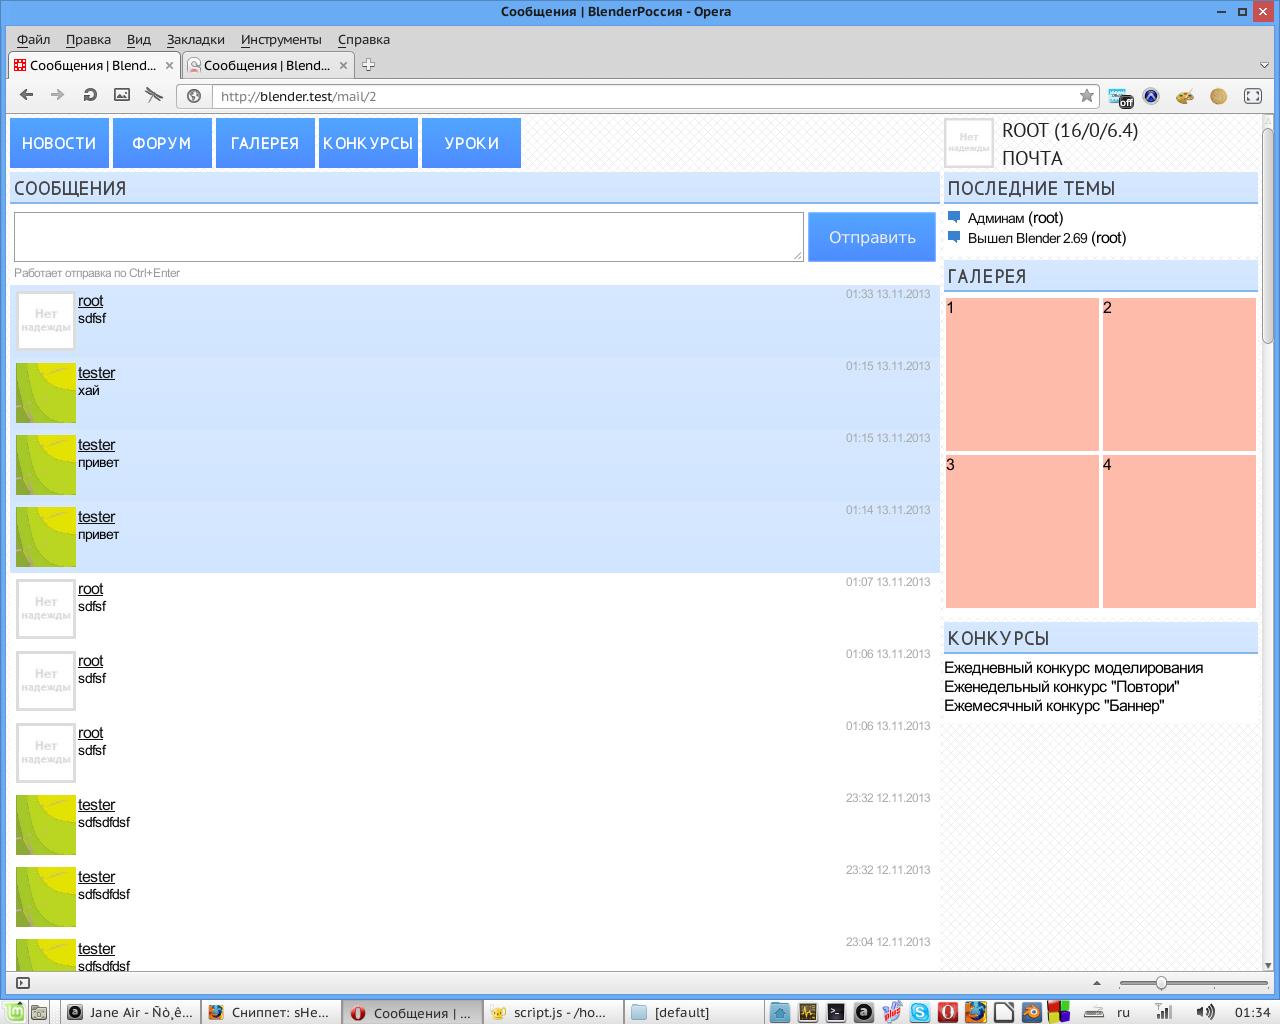 Сообщения | BlenderРоссия - Opera
Файл Правка Вид Закладки Инструменты Справка
Сообщения | Blend... Сообщения | Blend...
http://blender.test/mail/2
off
НОВОСТИ ФОРУМ ГАЛЕРЕЯ КОНКУРСЫ УРОКИ
Нет
надежды
ROOT (16/0/6.4)
ПОЧТА
СООБЩЕНИЯ
Отправить
Работает отправка по Ctrl+Enter
Нет
надежды
root
sdfsf
01:33 13.11.2013
tester
хай
01:15 13.11.2013
tester
привет
01:15 13.11.2013
tester
привет
01:14 13.11.2013
Нет
надежды
root
sdfsf
01:07 13.11.2013
Нет
надежды
root
sdfsf
01:06 13.11.2013
Нет
надежды
root
sdfsf
01:06 13.11.2013
tester
sdfsdfdsf
23:32 12.11.2013
tester
sdfsdfdsf
23:32 12.11.2013
tester
sdfsdfdsf
23:04 12.11.2013
ПОСЛЕДНИЕ ТЕМЫ
Админам (root)
Вышел Blender 2.69 (root)
ГАЛЕРЕЯ
1 2
3 4
КОНКУРСЫ
Ежедневный конкурс моделирования
Еженедельный конкурс "Повтори"
Ежемесячный конкурс "Баннер"
Jane Air - Ñò¸ê... Сниппет: sHe... Сообщения | ... script.js - /ho... [default] ru 01:34